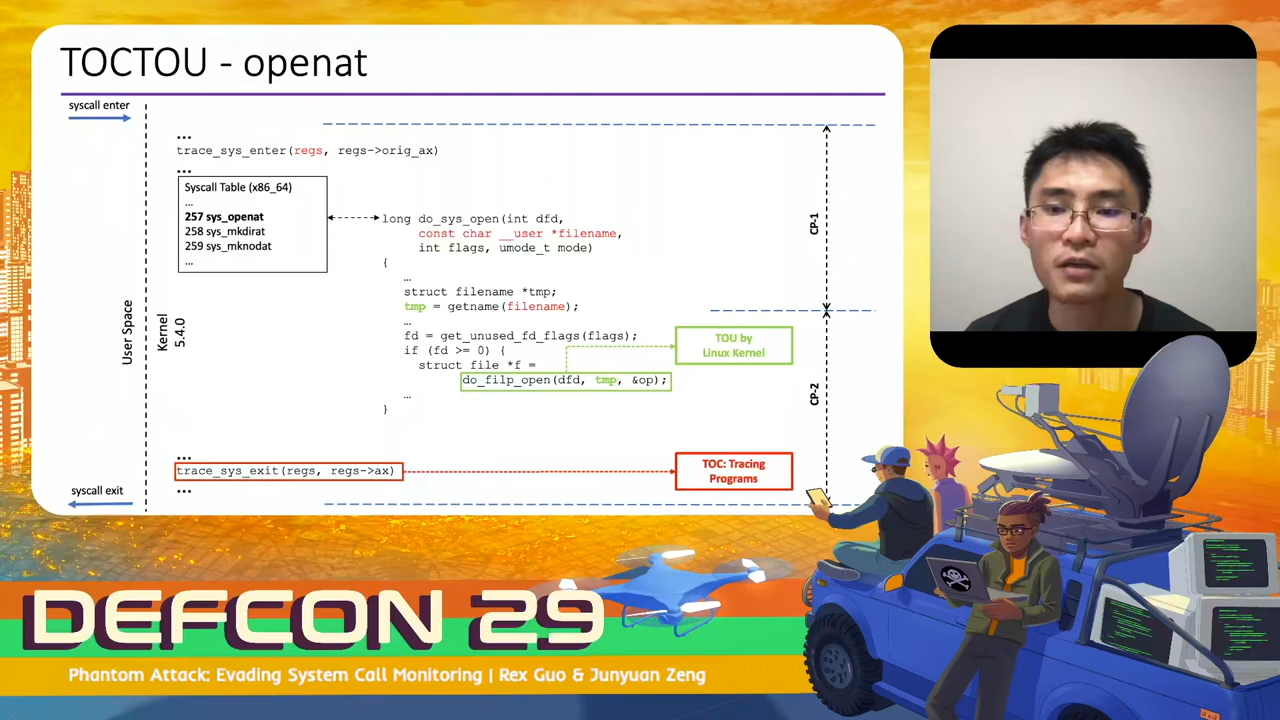 TOCTOU - openat
syscall enter
...
trace_sys_enter(regs, regs->orig_ax)
...
Syscall Table (x86_64)
...
257 sys_openat
258 sys_mkdirat
259 sys_mknodat
...
long do_sys_open(int dfd,
const char __user *filename,
int flags, umode_t mode)
{
...
struct filename *tmp;
tmp = getname(filename);
...
fd = get_unused_fd_flags(flags);
if (fd >= 0) {
struct file *f =
do_filp_open(dfd, tmp, &op);
...
}
TOU by
Linux Kernel
CP-1
CP-2
User Space
Kernel
5.4.0
...
trace_sys_exit(regs, regs->ax)
...
TOC: Tracing
Programs
syscall exit
DEFCON 29
Phantom Attack: Evading System Call Monitoring | Rex Guo & Junyuan Zeng